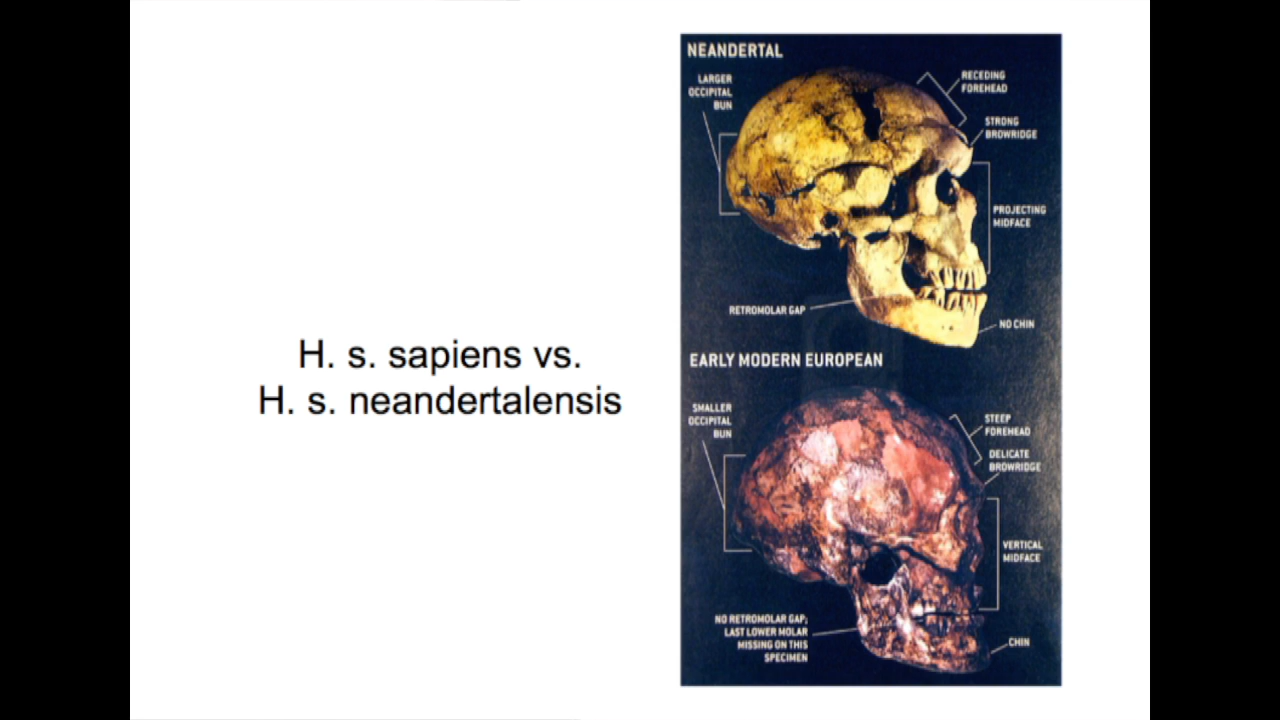 H. s. sapiens vs.
H. s. neandertalensis
NEANDERTAL
LARGER
OCCIPITAL
BUN
RECEDING
FOREHEAD
STRONG
BROWRIDGE
PROJECTING
MIDFACE
RETROMOLAR GAP
NO CHIN
EARLY MODERN EUROPEAN
SMALLER
OCCIPITAL
BUN
STEEP
FOREHEAD
DELICATE
BROWRIDGE
VERTICAL
MIDFACE
NO RETROMOLAR GAP;
LAST LOWER MOLAR
MISSING ON THIS
SPECIMEN
CHIN